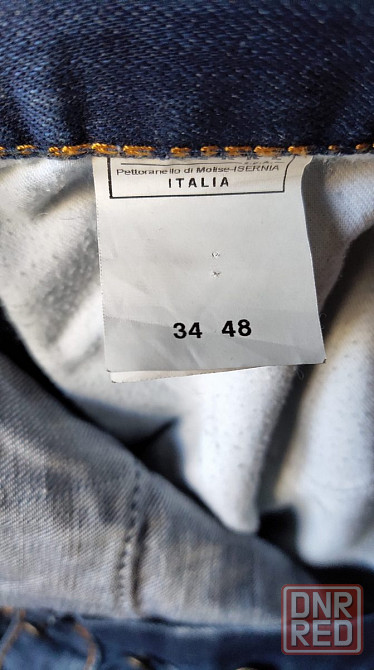 Pettoranello di Molise-ISERNIA
ITALIA
34 48
DNR
RED